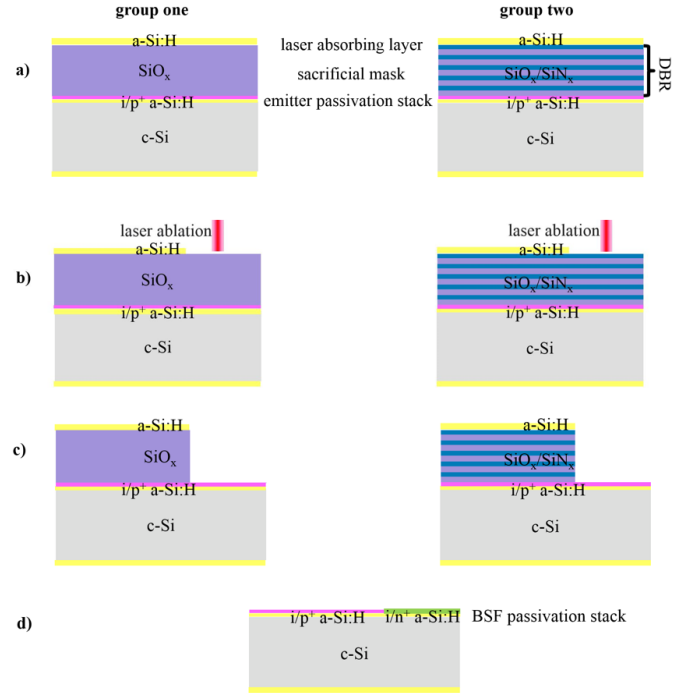 group one
group two
a)
a-Si:H
laser absorbing layer
a-Si:H
SiOx
sacrificial mask
SiOx/SiNx
DBR
i/p+ a-Si:H
emitter passivation stack
i/p+ a-Si:H
c-Si
c-Si
b)
laser ablation
laser ablation
a-Si:H
a-Si:H
SiOx
SiOx/SiNx
i/p+ a-Si:H
i/p+ a-Si:H
c-Si
c-Si
c)
a-Si:H
a-Si:H
SiOx
SiOx/SiNx
i/p+ a-Si:H
i/p+ a-Si:H
c-Si
c-Si
d)
i/p+ a-Si:H
i/n+ a-Si:H
BSF passivation stack
c-Si